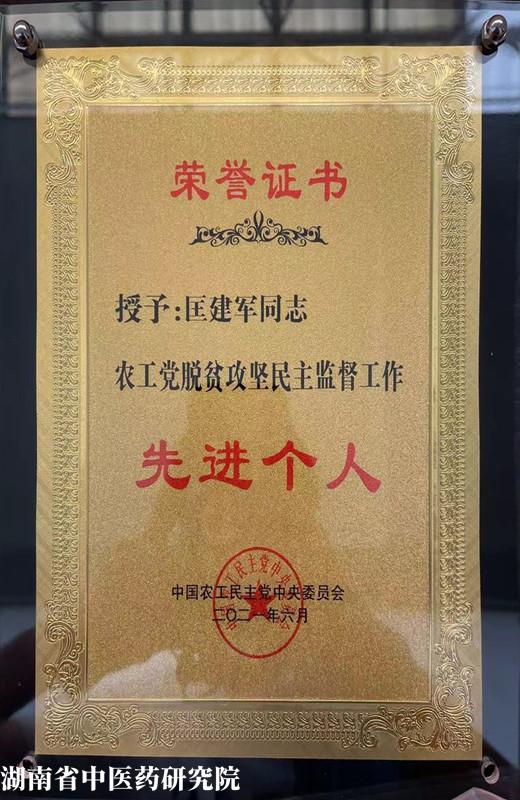 荣誉证书
授予:匡建军同志
农工党脱贫攻坚民主监督工作
先进个人
中国农工民主党中央委员会
二〇二一年六月
湖南省中医药研究院